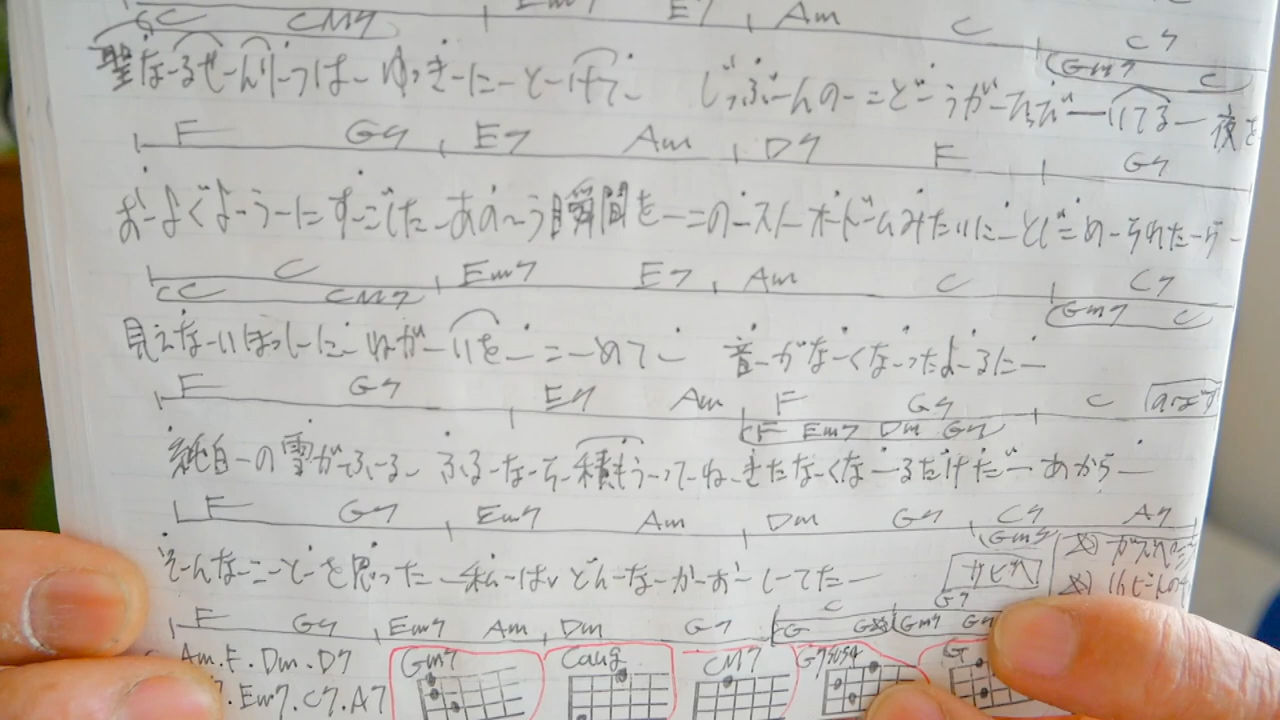 Em7 E7 Am C C7
C CM7 Gm7 C
聖なーるぜーんりーつはーゆっきーにーとーけてー じっぶーんのーこどーうがーただーいてるー夜を
F G7 E7 Am D7 F G7
おーよぐようーにすーごしたーあのーう瞬間をーこのースノードームみたいにーとじこめーられたーらー
C Em7 E7 Am C C7
C CM7 Gm7 C
見えなーいほっしーにーねがーいをーこーめてー 音ーがなーくなーったよーるにー
F G7 E7 Am F G7 C
F Em7 Dm G7
純白ーの雪がーふーるーふるーなーらー積もうーってーねーきたなーくなーるだけだーあからー
F G7 Em7 Am Dm G7 C7 A7
Gm7
そーんなーこーとーを思ったー私ーはいどんーなーかーおーしーてたー サビへ
F G7 Em7 Am Dm G7 C G7
G Gm7
Am.F.Dm.D7 Gm7 Caug CM7 G7sus4 G
.Em7.C7.A7